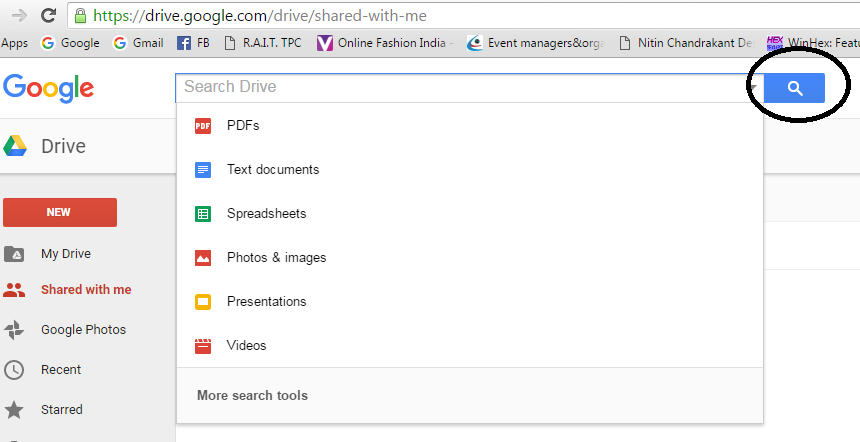 https://drive.google.com/drive/shared-with-me
Apps Google Gmail FB R.A.I.T. TPC Online Fashion India - Event managers&orga Nitin Chandrakant De HEX WinHex: Featu
Google
Search Drive
Drive
PDF PDFs
Text documents
Spreadsheets
Photos & images
Presentations
Videos
More search tools
NEW
My Drive
Shared with me
Google Photos
Recent
Starred